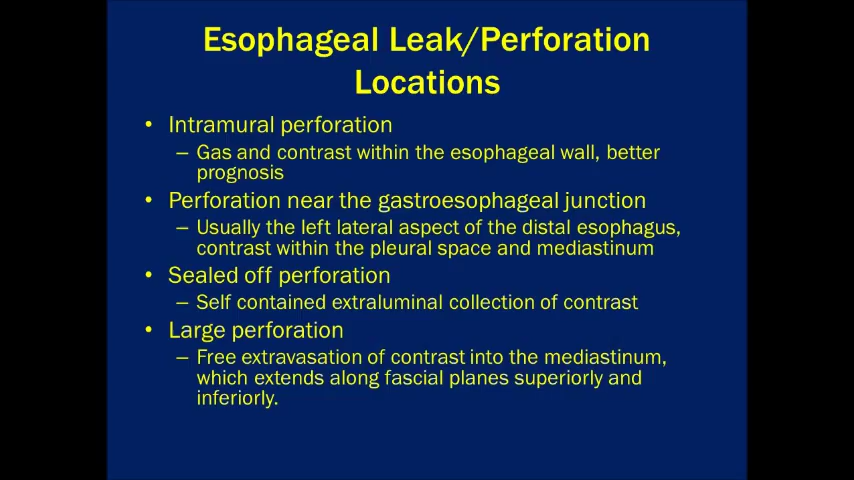 Esophageal Leak/Perforation
Locations
• Intramural perforation
– Gas and contrast within the esophageal wall, better
prognosis
• Perforation near the gastroesophageal junction
– Usually the left lateral aspect of the distal esophagus,
contrast within the pleural space and mediastinum
• Sealed off perforation
– Self contained extraluminal collection of contrast
• Large perforation
– Free extravasation of contrast into the mediastinum,
which extends along fascial planes superiorly and
inferiorly.